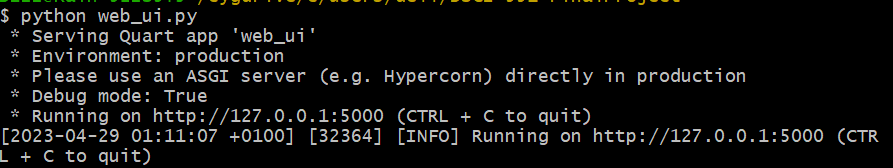 $ python web_ui.py
 * Serving Quart app 'web_ui'
 * Environment: production
 * Please use an ASGI server (e.g. Hypercorn) directly in production
 * Debug mode: True
 * Running on http://127.0.0.1:5000 (CTRL + C to quit)
[2023-04-29 01:11:07 +0100] [32364] [INFO] Running on http://127.0.0.1:5000 (CTR
L + C to quit)